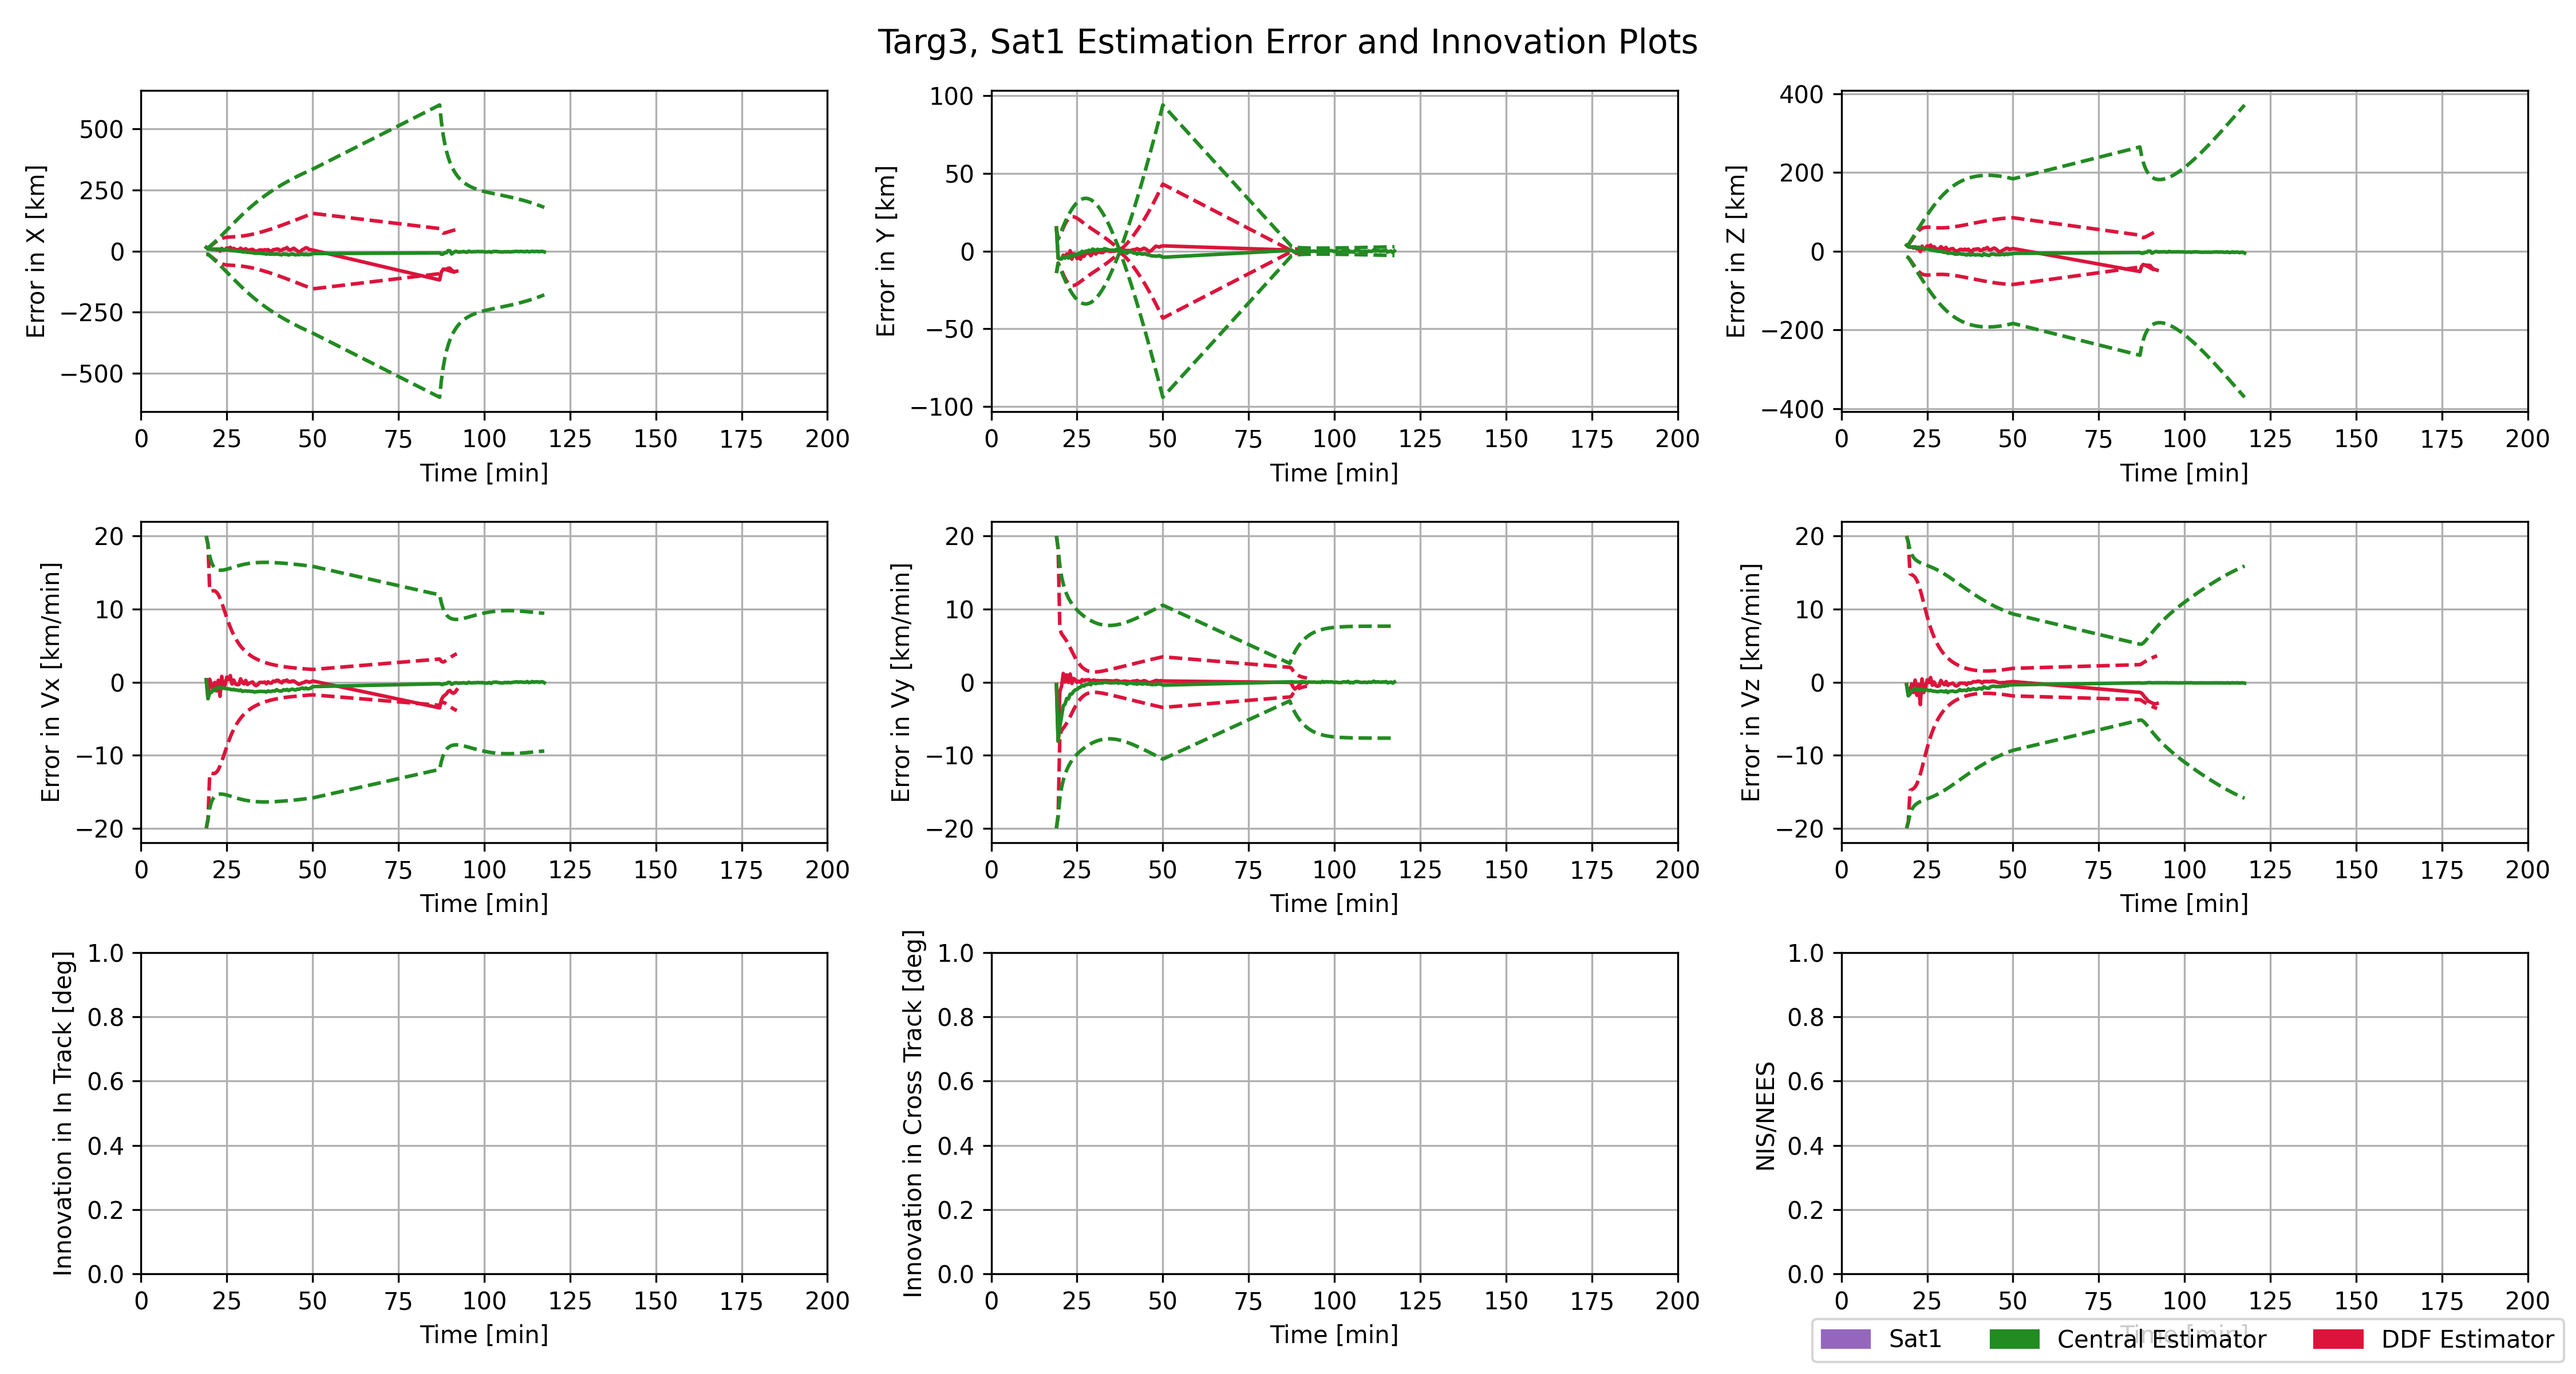 Targ3, Sat1 Estimation Error and Innovation Plots
Error in X [km]
500
250
0
−250
−500
0 25 50 75 100 125 150 175 200
Time [min]
Error in Y [km]
100
50
0
−50
−100
0 25 50 75 100 125 150 175 200
Time [min]
Error in Z [km]
400
200
0
−200
−400
0 25 50 75 100 125 150 175 200
Time [min]
Error in Vx [km/min]
20
10
0
−10
−20
0 25 50 75 100 125 150 175 200
Time [min]
Error in Vy [km/min]
20
10
0
−10
−20
0 25 50 75 100 125 150 175 200
Time [min]
Error in Vz [km/min]
20
10
0
−10
−20
0 25 50 75 100 125 150 175 200
Time [min]
Innovation in In Track [deg]
1.0
0.8
0.6
0.4
0.2
0.0
0 25 50 75 100 125 150 175 200
Time [min]
Innovation in Cross Track [deg]
1.0
0.8
0.6
0.4
0.2
0.0
0 25 50 75 100 125 150 175 200
Time [min]
NIS/NEES
1.0
0.8
0.6
0.4
0.2
0.0
0 25 50 75 100 125 150 175 200
Time [min]
Sat1 Central Estimator DDF Estimator